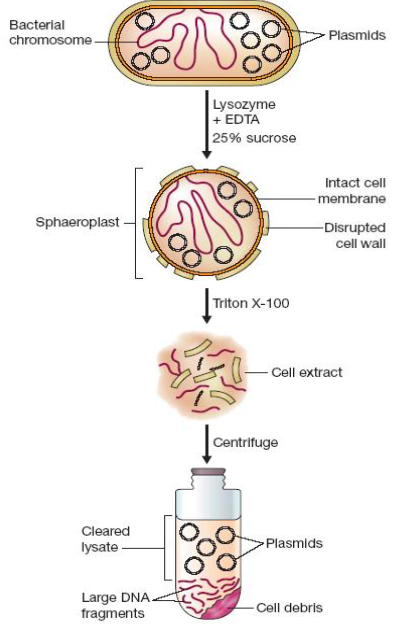 Bacterial
chromosome
Plasmids
Lysozyme
+ EDTA
25% sucrose
Intact cell
membrane
Sphaeroplast
Disrupted
cell wall
Triton X-100
Cell extract
Centrifuge
Cleared
lysate
Plasmids
Large DNA
fragments
Cell debris